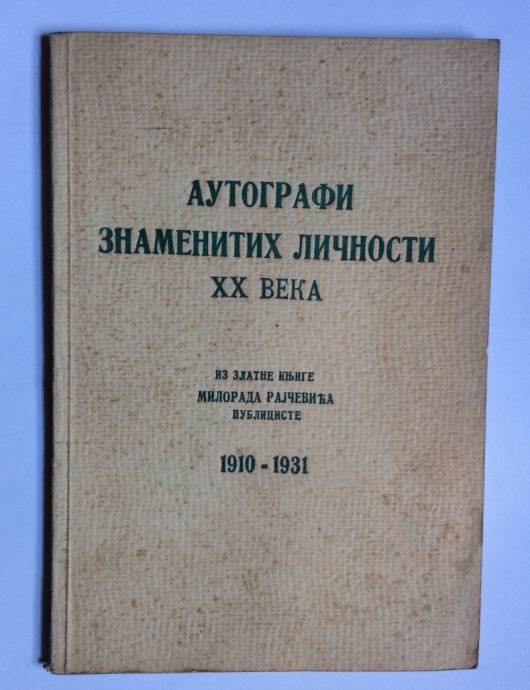 АУТОГРАФИ
ЗНАМЕНИТИХ ЛИЧНОСТИ
XX ВЕКА
ИЗ ЗЛАТНЕ КЊИГЕ
МИЛОРАДА РАЈЧЕВИЋА
ПУБЛИЦИСТЕ
1910 - 1931